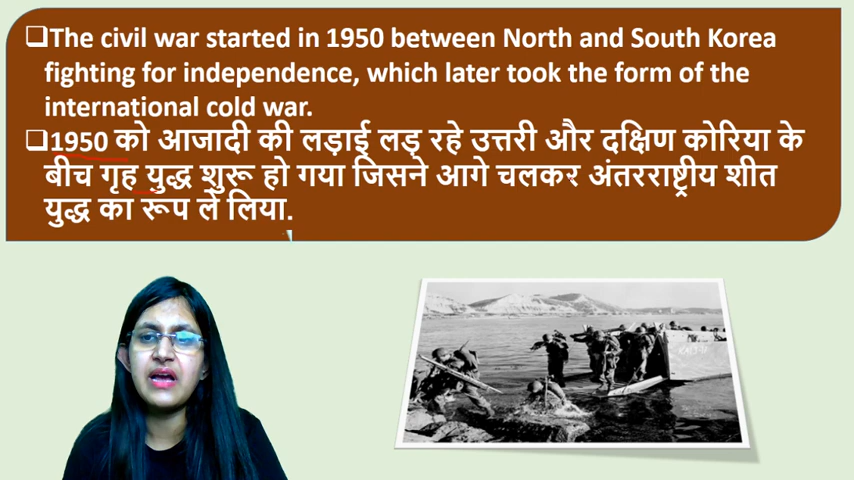 ❑The civil war started in 1950 between North and South Korea
fighting for independence, which later took the form of the
international cold war.
❑1950 को आजादी की लड़ाई लड़ रहे उत्तरी और दक्षिण कोरिया के
बीच गृह युद्ध शुरू हो गया जिसने आगे चलकर अंतरराष्ट्रीय शीत
युद्ध का रूप ले लिया.